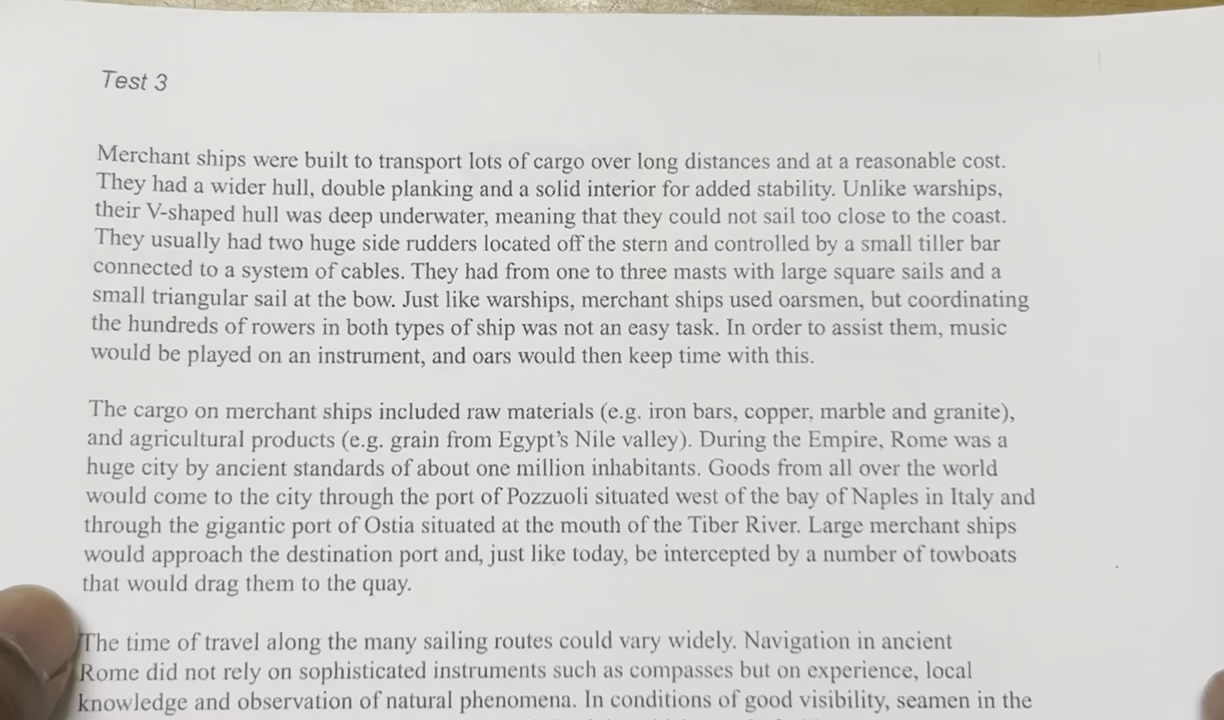 Test 3
Merchant ships were built to transport lots of cargo over long distances and at a reasonable cost.
They had a wider hull, double planking and a solid interior for added stability. Unlike warships,
their V-shaped hull was deep underwater, meaning that they could not sail too close to the coast.
They usually had two huge side rudders located off the stern and controlled by a small tiller bar
connected to a system of cables. They had from one to three masts with large square sails and a
small triangular sail at the bow. Just like warships, merchant ships used oarsmen, but coordinating
the hundreds of rowers in both types of ship was not an easy task. In order to assist them, music
would be played on an instrument, and oars would then keep time with this.
The cargo on merchant ships included raw materials (e.g. iron bars, copper, marble and granite),
and agricultural products (e.g. grain from Egypt's Nile valley). During the Empire, Rome was a
huge city by ancient standards of about one million inhabitants. Goods from all over the world
would come to the city through the port of Pozzuoli situated west of the bay of Naples in Italy and
through the gigantic port of Ostia situated at the mouth of the Tiber River. Large merchant ships
would approach the destination port and, just like today, be intercepted by a number of towboats
that would drag them to the quay.
The time of travel along the many sailing routes could vary widely. Navigation in ancient
Rome did not rely on sophisticated instruments such as compasses but on experience, local
knowledge and observation of natural phenomena. In conditions of good visibility, seamen in the